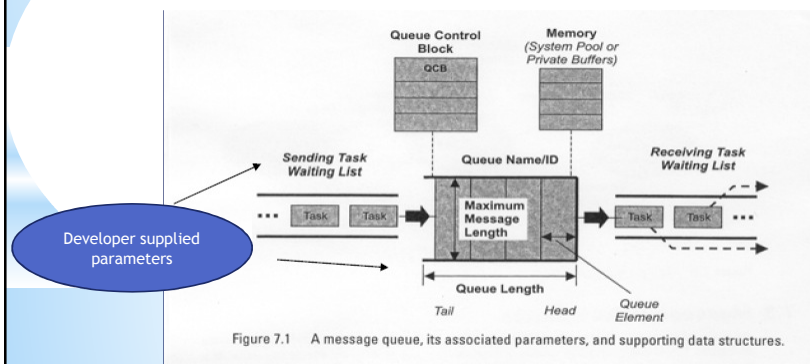 Queue Control
Block
QCB
Memory
(System Pool or
Private Buffers)
Sending Task
Waiting List
Queue Name/ID
Receiving Task
Waiting List
... Task Task
Maximum
Message
Length
Task Task ...
Developer supplied
parameters
Queue Length
Tail
Head
Queue
Element
Figure 7.1 A message queue, its associated parameters, and supporting data structures.